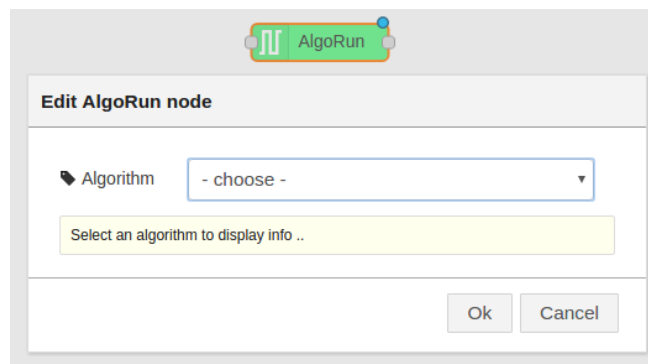 AlgoRun
Edit AlgoRun node
Algorithm
- choose -
Select an algorithm to display info ..
Ok
Cancel